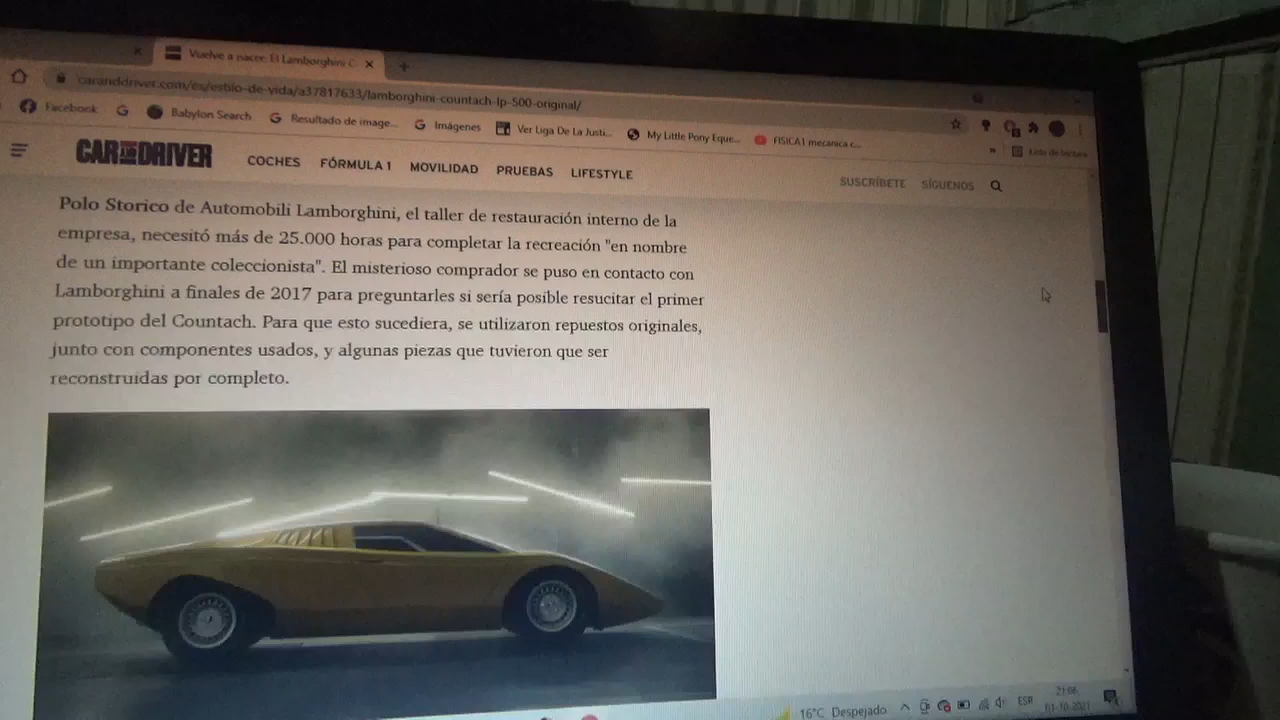 Vuelve a nacer: El Lamborghini C
caranddriver.com/es/estilo-de-vida/a37817633/lamborghini-countach-lp-500-original/
Facebook
Babylon Search
Resultado de image...
Imágenes
Ver Liga De La Justi...
My Little Pony Eque...
FISICA1 mecanica c...
Lista de lectura
CAR AND DRIVER
COCHES
FÓRMULA 1
MOVILIDAD
PRUEBAS
LIFESTYLE
SUSCRÍBETE
SÍGUENOS
Polo Storico de Automobili Lamborghini, el taller de restauración interno de la
empresa, necesitó más de 25.000 horas para completar la recreación "en nombre
de un importante coleccionista". El misterioso comprador se puso en contacto con
Lamborghini a finales de 2017 para preguntarles si sería posible resucitar el primer
prototipo del Countach. Para que esto sucediera, se utilizaron repuestos originales,
junto con componentes usados, y algunas piezas que tuvieron que ser
reconstruidas por completo.
16°C Despejado
ESP
21:06
01-10-2021